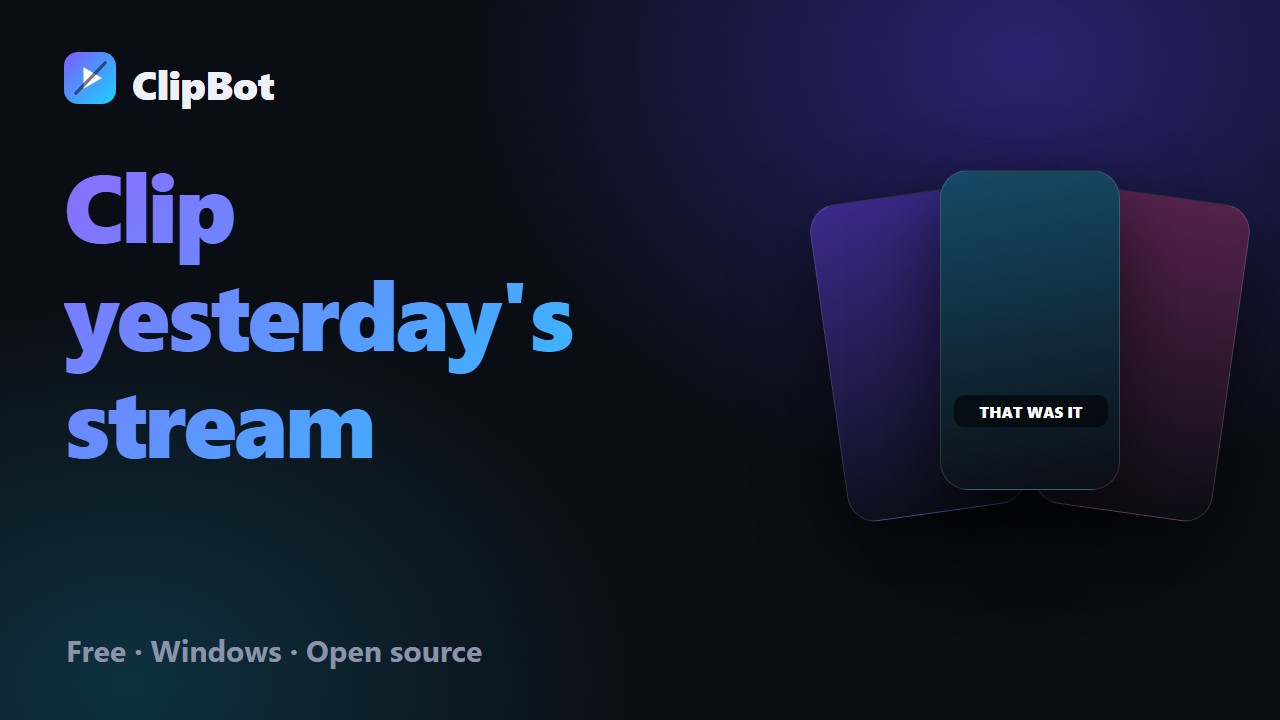 ClipBot
Clip
yesterday's
stream
THAT WAS IT
Free · Windows · Open source